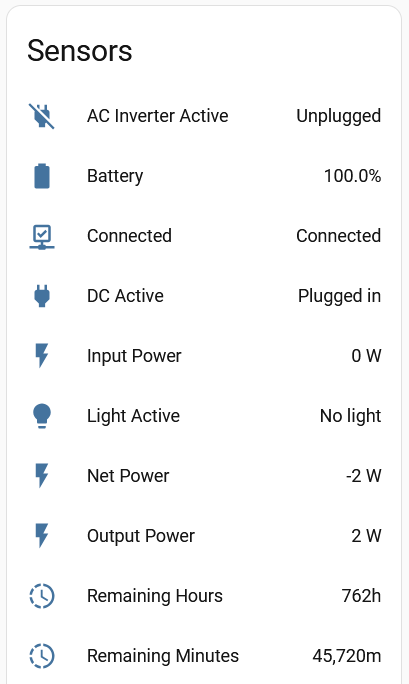 Sensors
AC Inverter Active Unplugged
Battery 100.0%
Connected Connected
DC Active Plugged in
Input Power 0 W
Light Active No light
Net Power -2 W
Output Power 2 W
Remaining Hours 762h
Remaining Minutes 45,720m